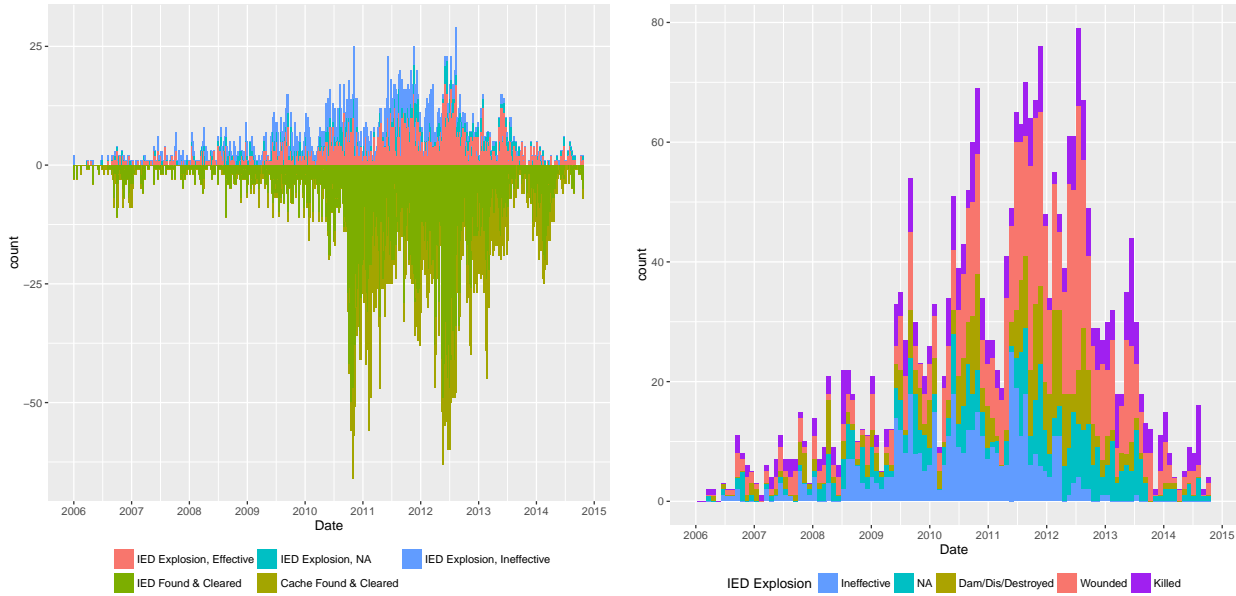 25
0
−25
−50
count
2006 2007 2008 2009 2010 2011 2012 2013 2014 2015
Date
IED Explosion, Effective IED Explosion, NA IED Explosion, Ineffective
IED Found & Cleared Cache Found & Cleared
80
60
40
20
0
count
2006 2007 2008 2009 2010 2011 2012 2013 2014 2015
Date
IED Explosion Ineffective NA Dam/Dis/Destroyed Wounded Killed